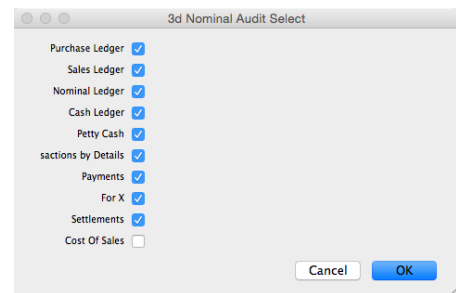 3d Nominal Audit Select
Purchase Ledger
Sales Ledger
Nominal Ledger
Cash Ledger
Petty Cash
sactions by Details
Payments
For X
Settlements
Cost Of Sales
Cancel OK